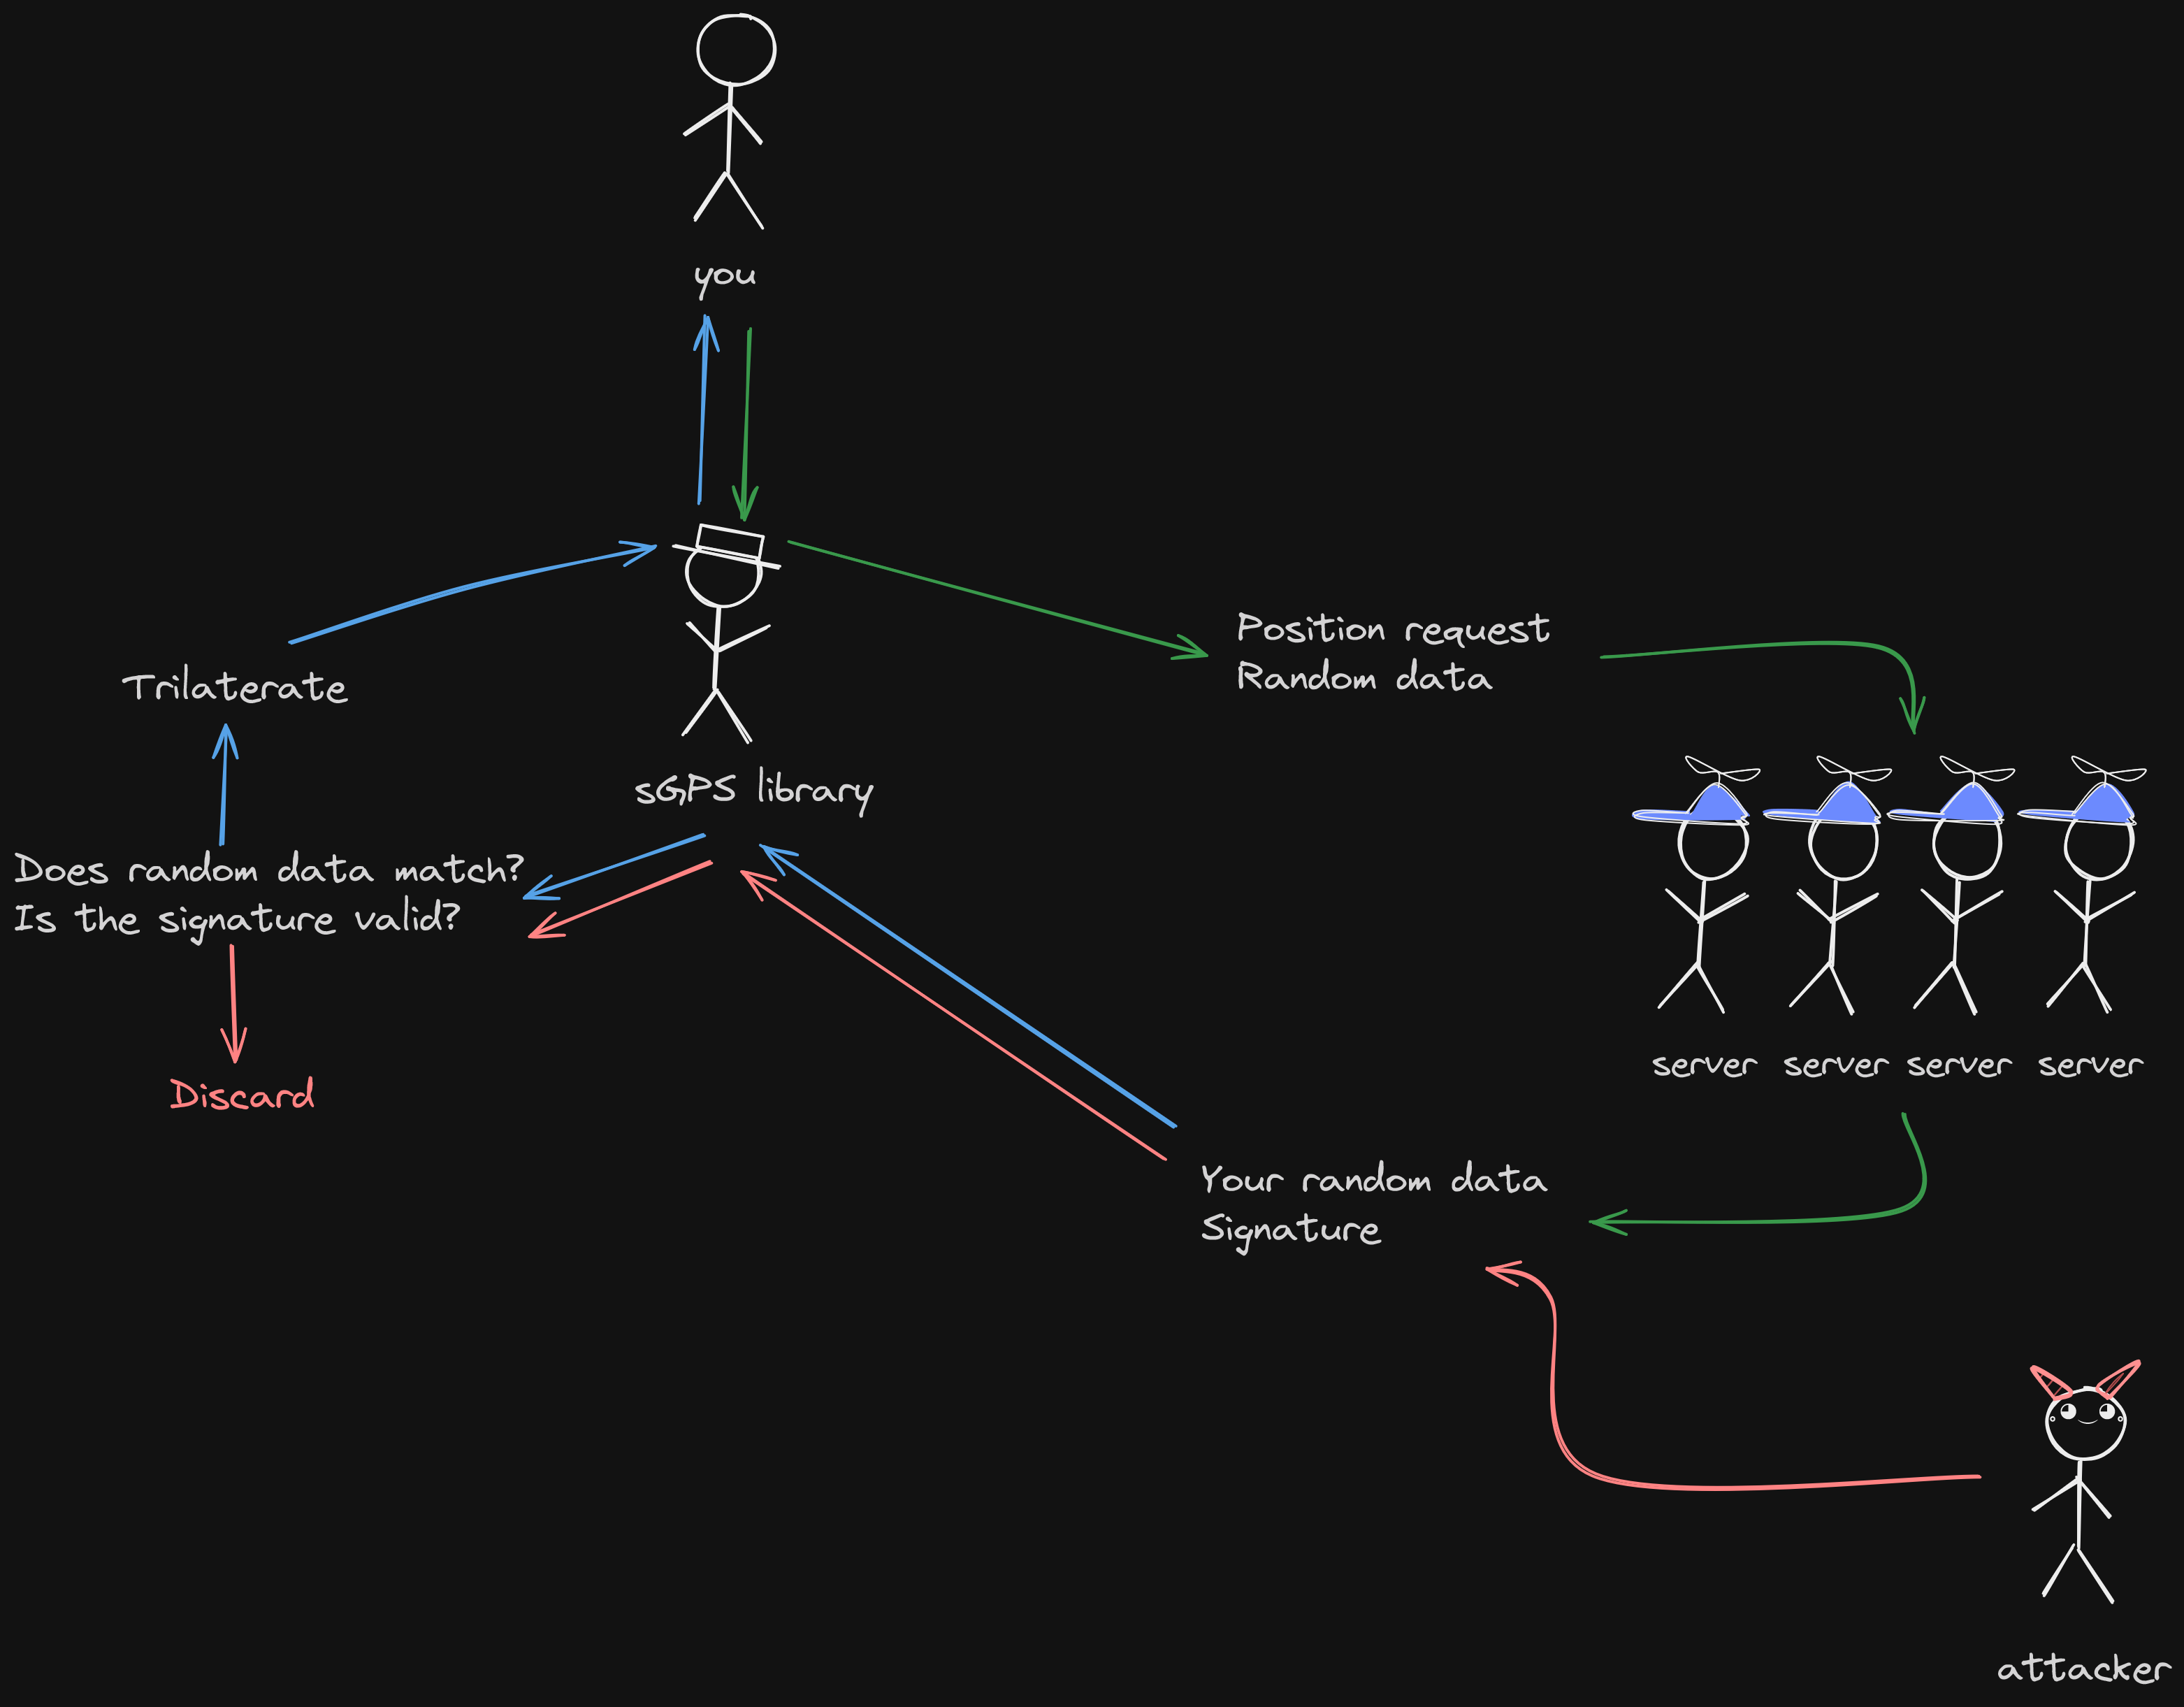 you
Position request
Random data
Trilaterate
sGPS library
Does random data match?
Is the signature valid?
server server server server
Discard
Your random data
Signature
attacker